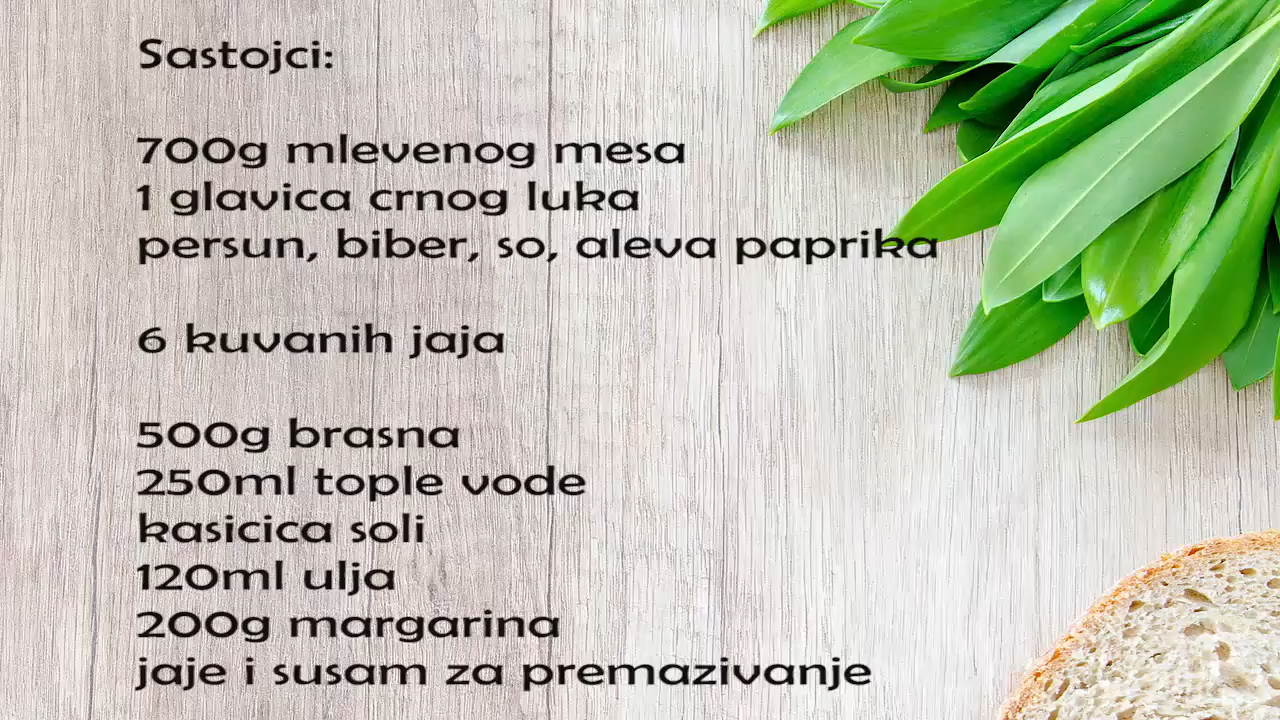 Sastojci:
700g mlevenog mesa
1 glavica crnog luka
persun, biber, so, aleva paprika
6 kuvanih jaja
500g brasna
250ml tople vode
kasicica soli
120ml ulja
200g margarina
jaje i susam za premazivanje